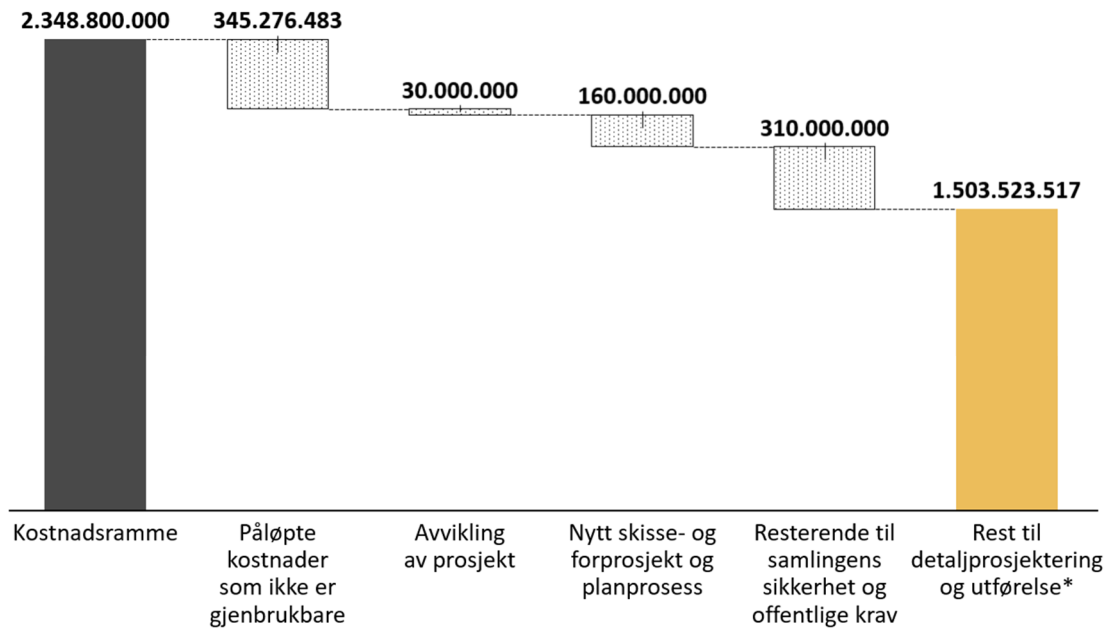 2.348.800.000
345.276.483
30.000.000
160.000.000
310.000.000
1.503.523.517
Kostnadsramme
Påløpte
kostnader
som ikke er
gjenbrukbare
Avvikling
av prosjekt
Nytt skisse- og
forprosjekt og
planprosess
Resterende til
samlingens
sikkerhet og
offentlige krav
Rest til
detaljprosjektering
og utførelse*